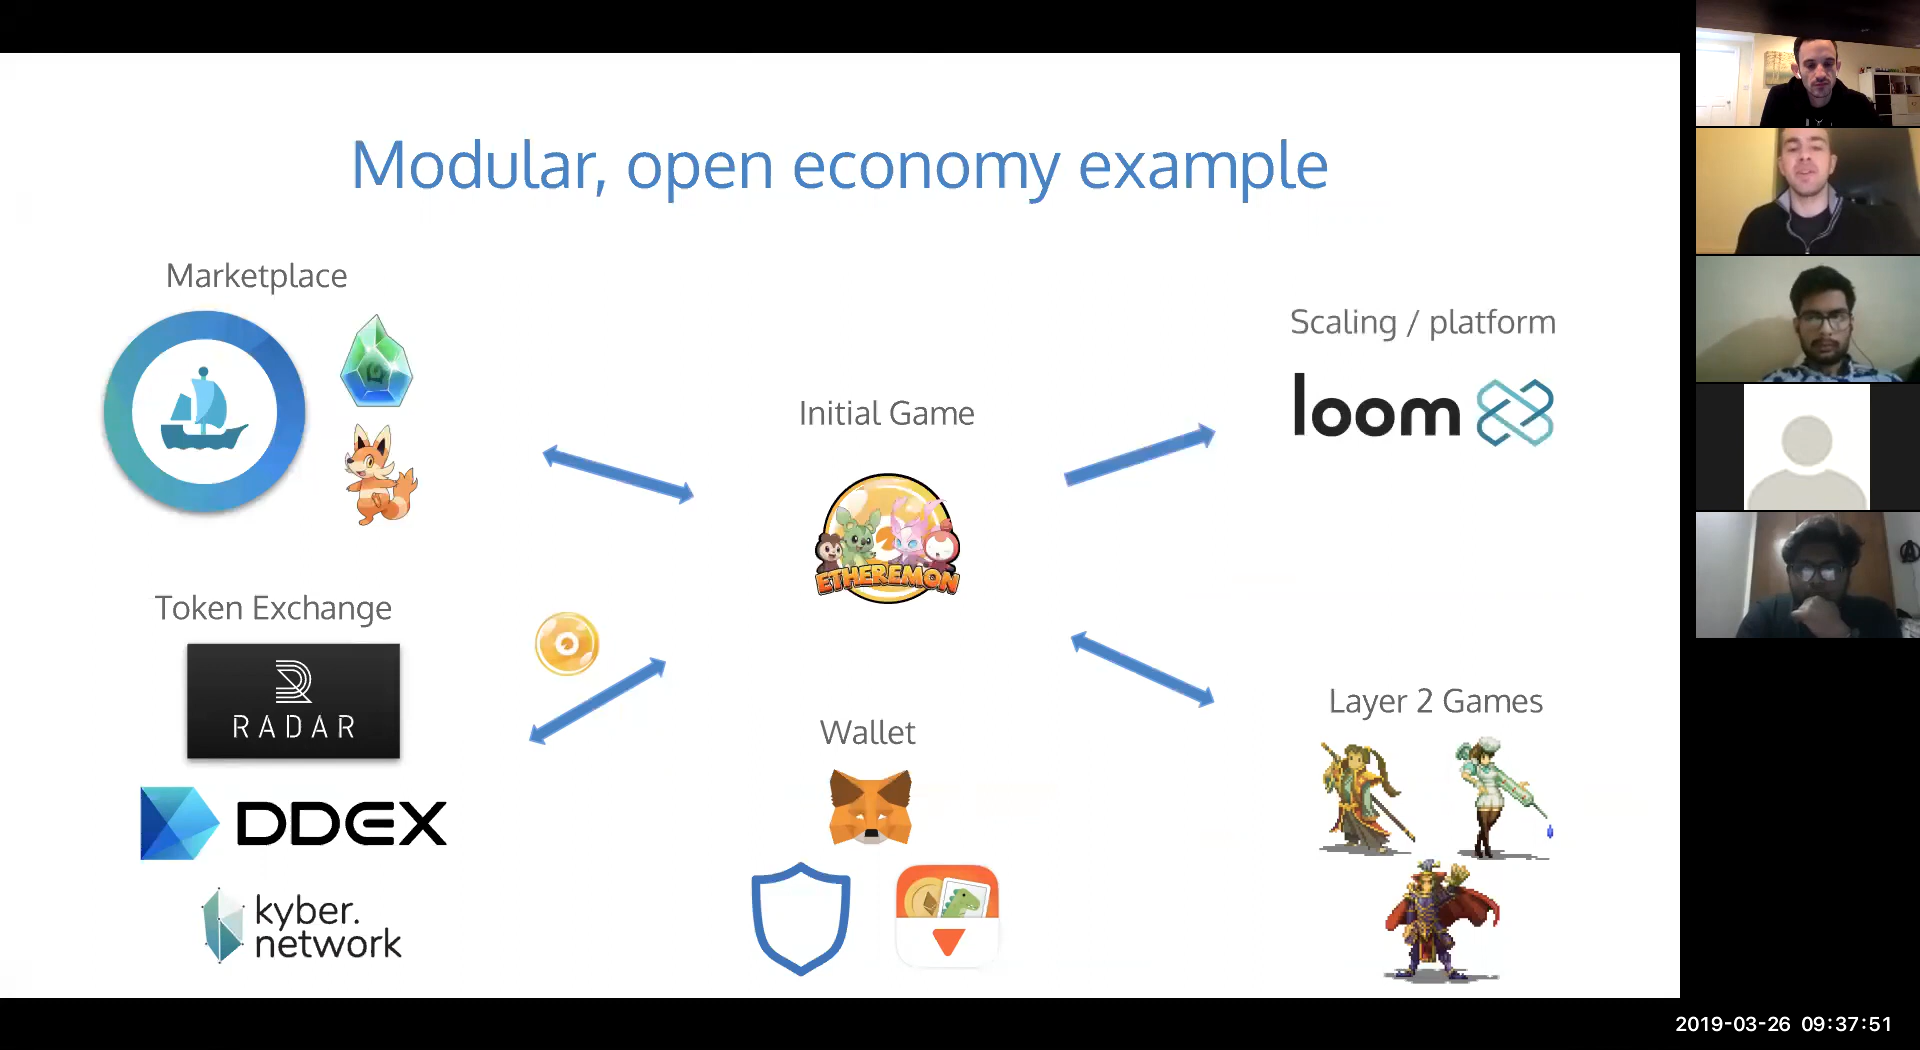 Modular, open economy example
Marketplace
Scaling / platform
loom
Initial Game
ETHEREMON
Token Exchange
RADAR
Wallet
Layer 2 Games
DDEX
kyber.
network
2019-03-26 09:37:51